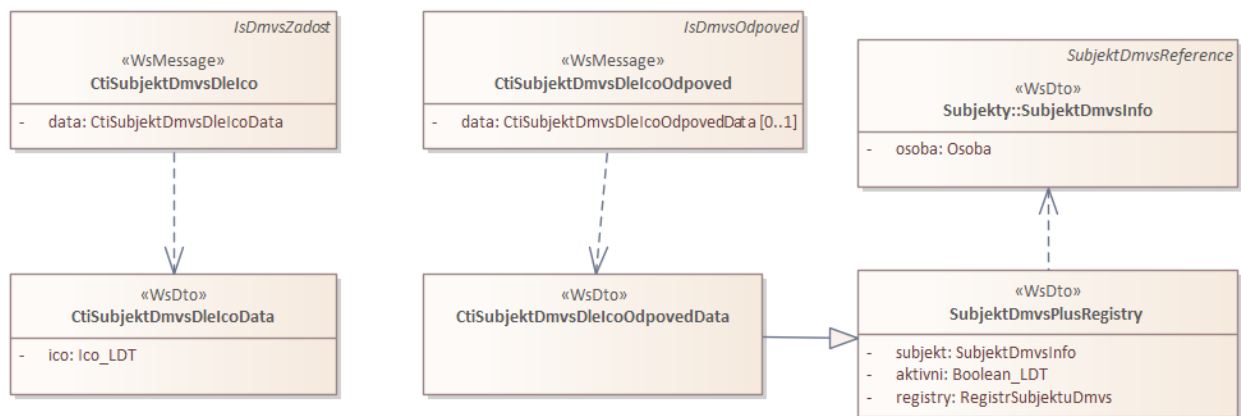 IsDmvsZadost
«WsMessage»
CtiSubjektDmvsDleIco
- data: CtiSubjektDmvsDleIcoData
IsDmvsOdpoved
«WsMessage»
CtiSubjektDmvsDleIcoOdpoved
- data: CtiSubjektDmvsDleIcoOdpovedData [0..1]
SubjektDmvsReference
«WsDto»
Subjekty::SubjektDmvsInfo
- osoba: Osoba
«WsDto»
CtiSubjektDmvsDleIcoData
- ico: Ico_LDT
«WsDto»
CtiSubjektDmvsDleIcoOdpovedData
«WsDto»
SubjektDmvsPlusRegistry
- subjekt: SubjektDmvsInfo
- aktivni: Boolean_LDT
- registry: RegistrSubjektuDmvs